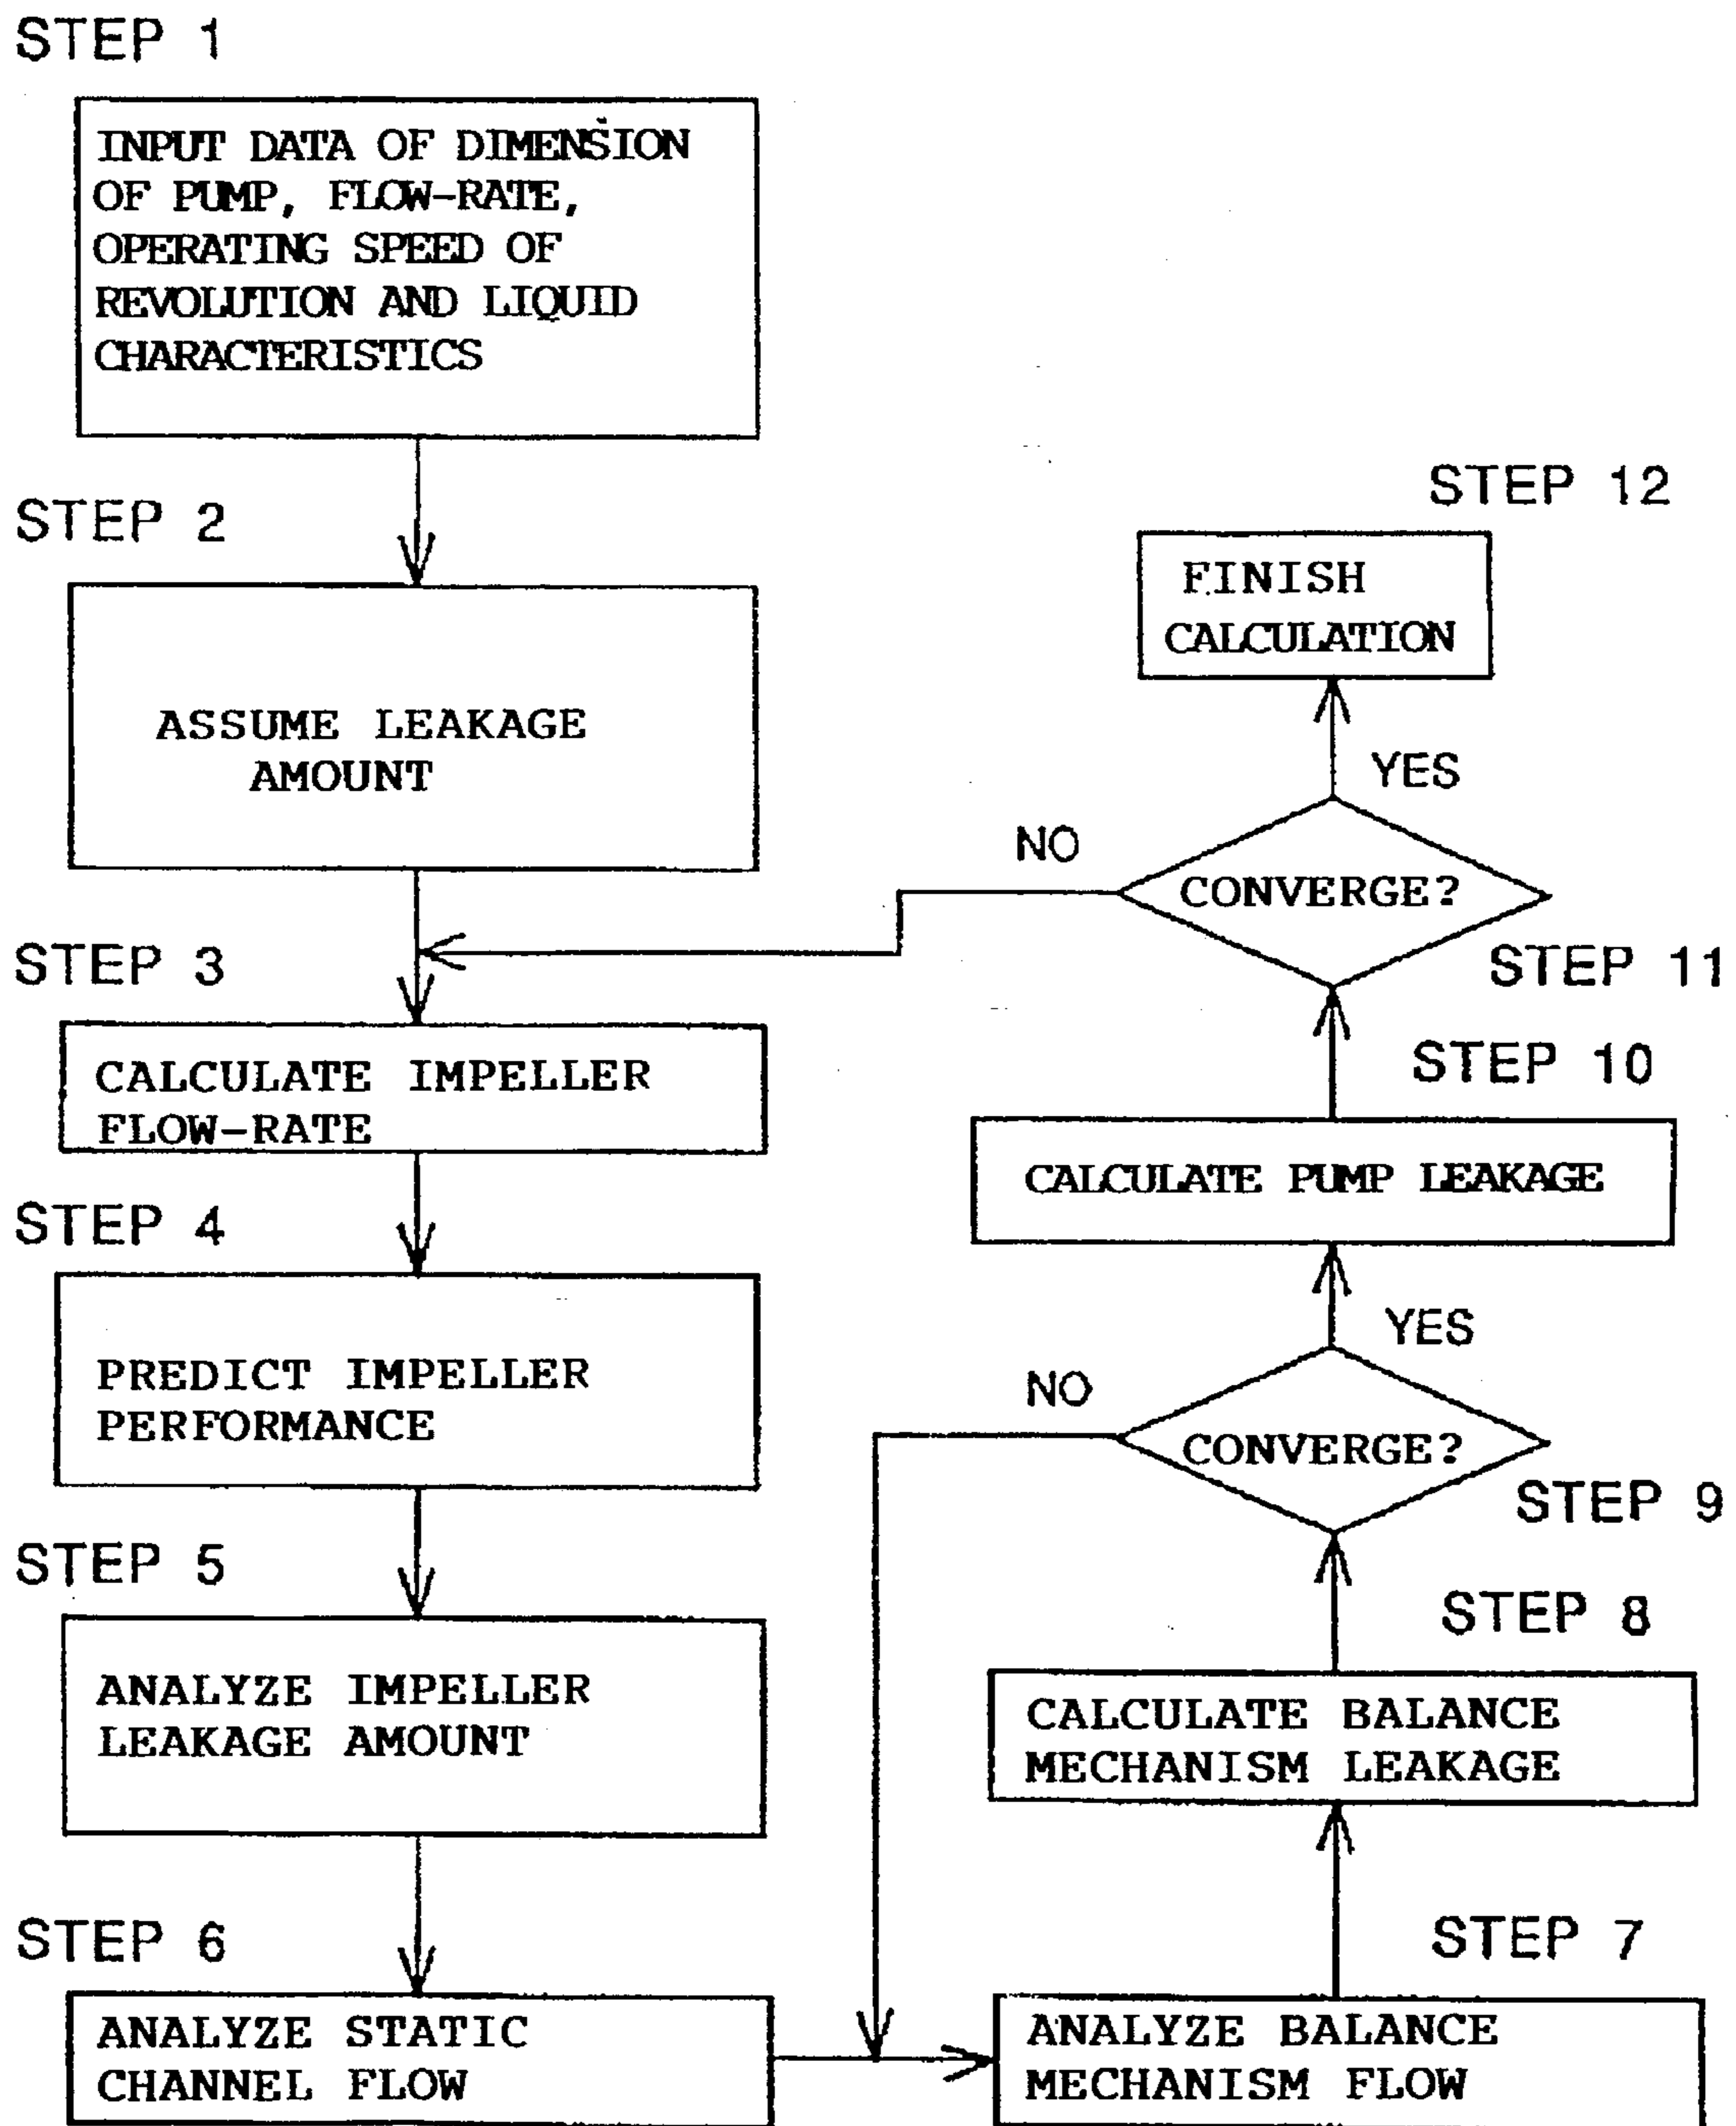 STEP 1
INPUT DATA OF DIMENSION
OF PUMP, FLOW-RATE,
OPERATING SPEED OF
REVOLUTION AND LIQUID
CHARACTERISTICS
STEP 2
ASSUME LEAKAGE
AMOUNT
STEP 3
CALCULATE IMPELLER
FLOW-RATE
STEP 4
PREDICT IMPELLER
PERFORMANCE
STEP 5
ANALYZE IMPELLER
LEAKAGE AMOUNT
STEP 6
ANALYZE STATIC
CHANNEL FLOW
STEP 7
ANALYZE BALANCE
MECHANISM FLOW
STEP 8
CALCULATE BALANCE
MECHANISM LEAKAGE
STEP 9
CONVERGE?
NO
YES
STEP 10
CALCULATE PUMP LEAKAGE
STEP 11
CONVERGE?
NO
YES
STEP 12
FINISH
CALCULATION